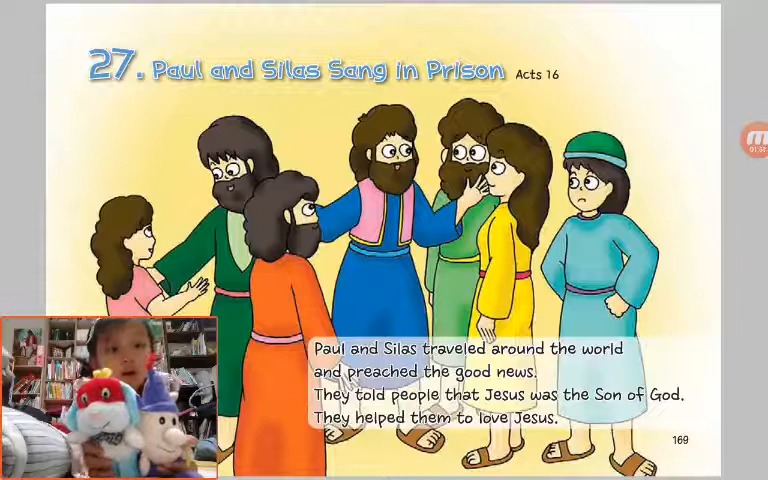 27. Paul and Silas Sang in Prison Acts 16
Paul and Silas traveled around the world
and preached the good news.
They told people that Jesus was the Son of God.
They helped them to love Jesus.
169
01:58